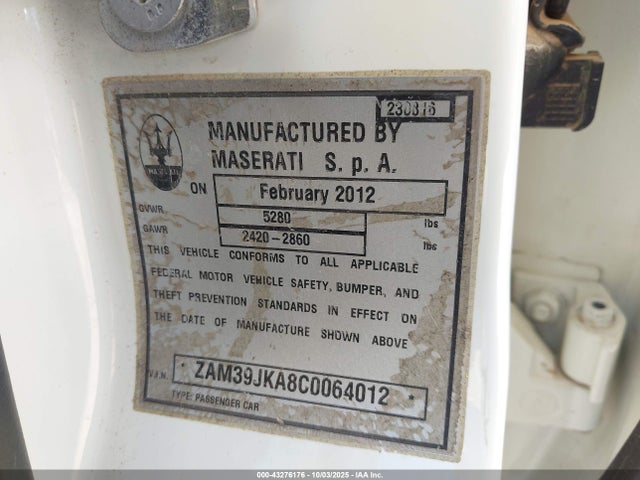 230316
MASERATI
MANUFACTURED BY
MASERATI S. p. A.
ON February 2012
GVWR. 5280 lbs
GAWR 2420-2860 lbs
THIS VEHICLE CONFORMS TO ALL APPLICABLE
FEDERAL MOTOR VEHICLE SAFETY, BUMPER, AND
THEFT PREVENTION STANDARDS IN EFFECT ON
THE DATE OF MANUFACTURE SHOWN ABOVE
V.I.N. * ZAM39JKA8C0064012 *
TYPE: PASSENGER CAR
000-43276176 - 10/03/2025 - IAA Inc.